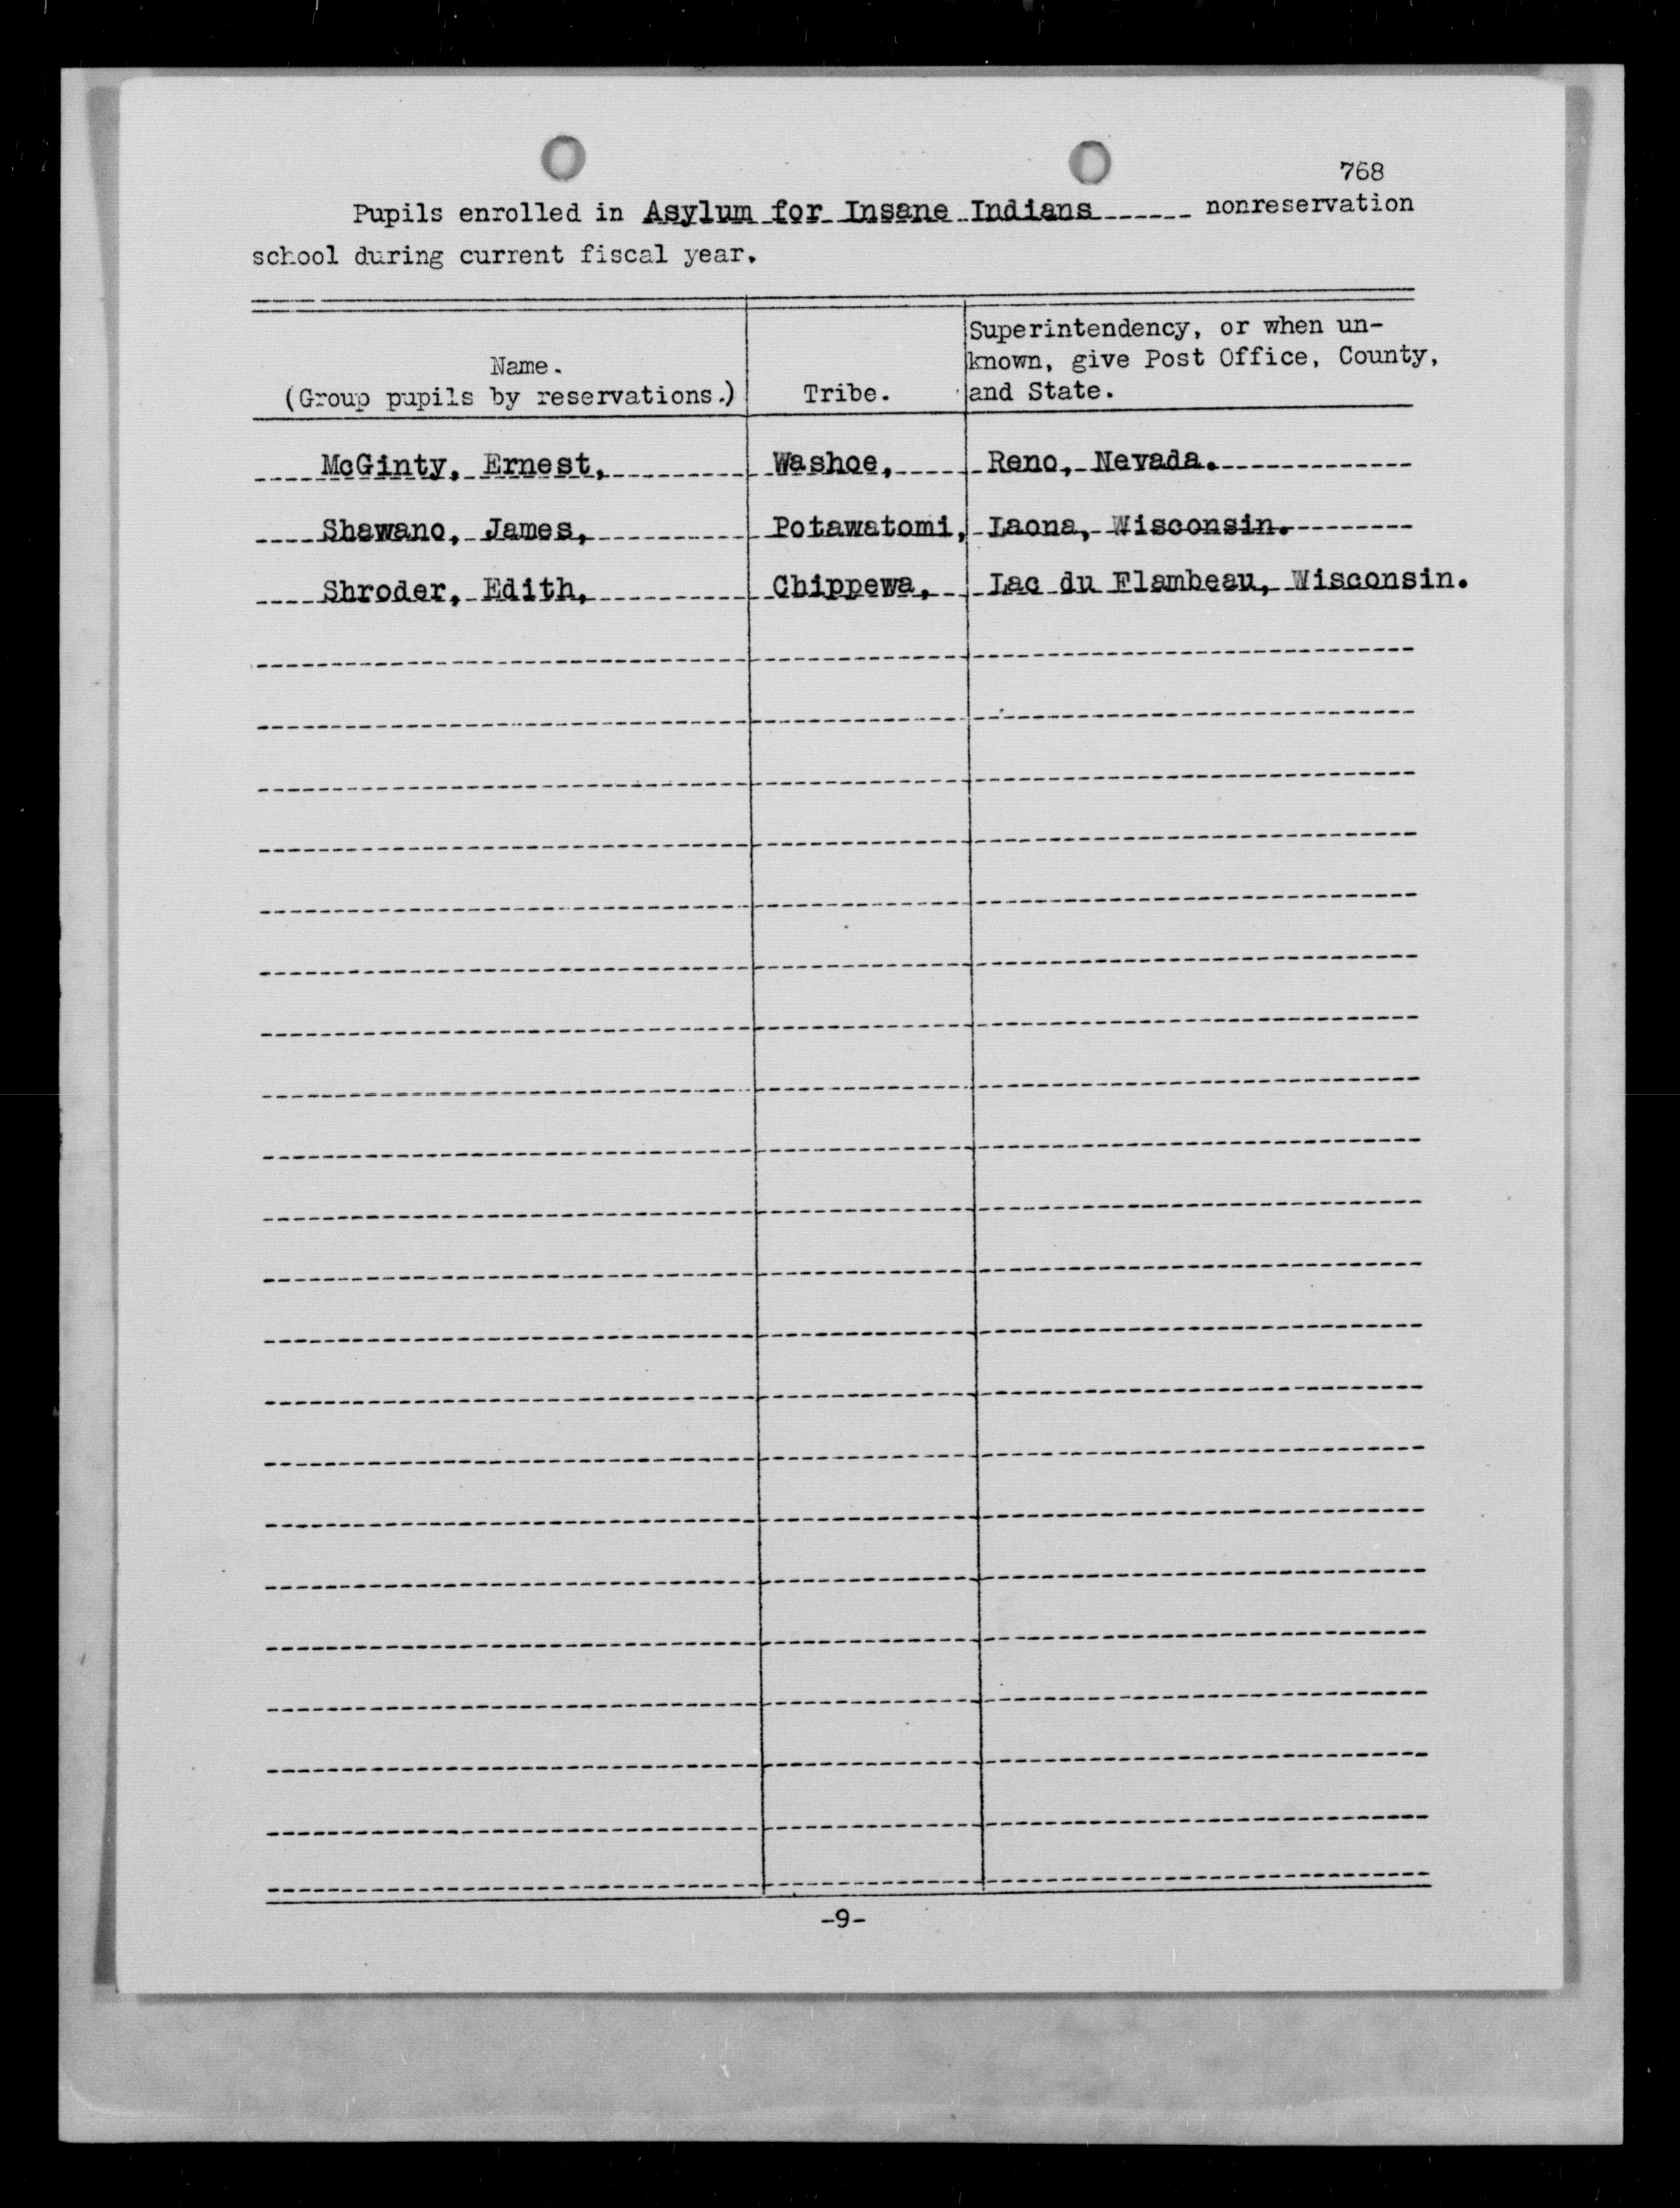 768
Pupils enrolled in Asylum for Insane Indians nonreservation
school during current fiscal year.
Name.
(Group pupils by reservations.)
Tribe.
Superintendency, or when un-
known, give Post Office, County,
and State.
McGinty, Ernest, Washoe, Reno, Nevada.
Shawano, James, Potawatomi, Laona, Wisconsin.
Shroder, Edith, Chippewa, Lac du Flambeau, Wisconsin.
-9-